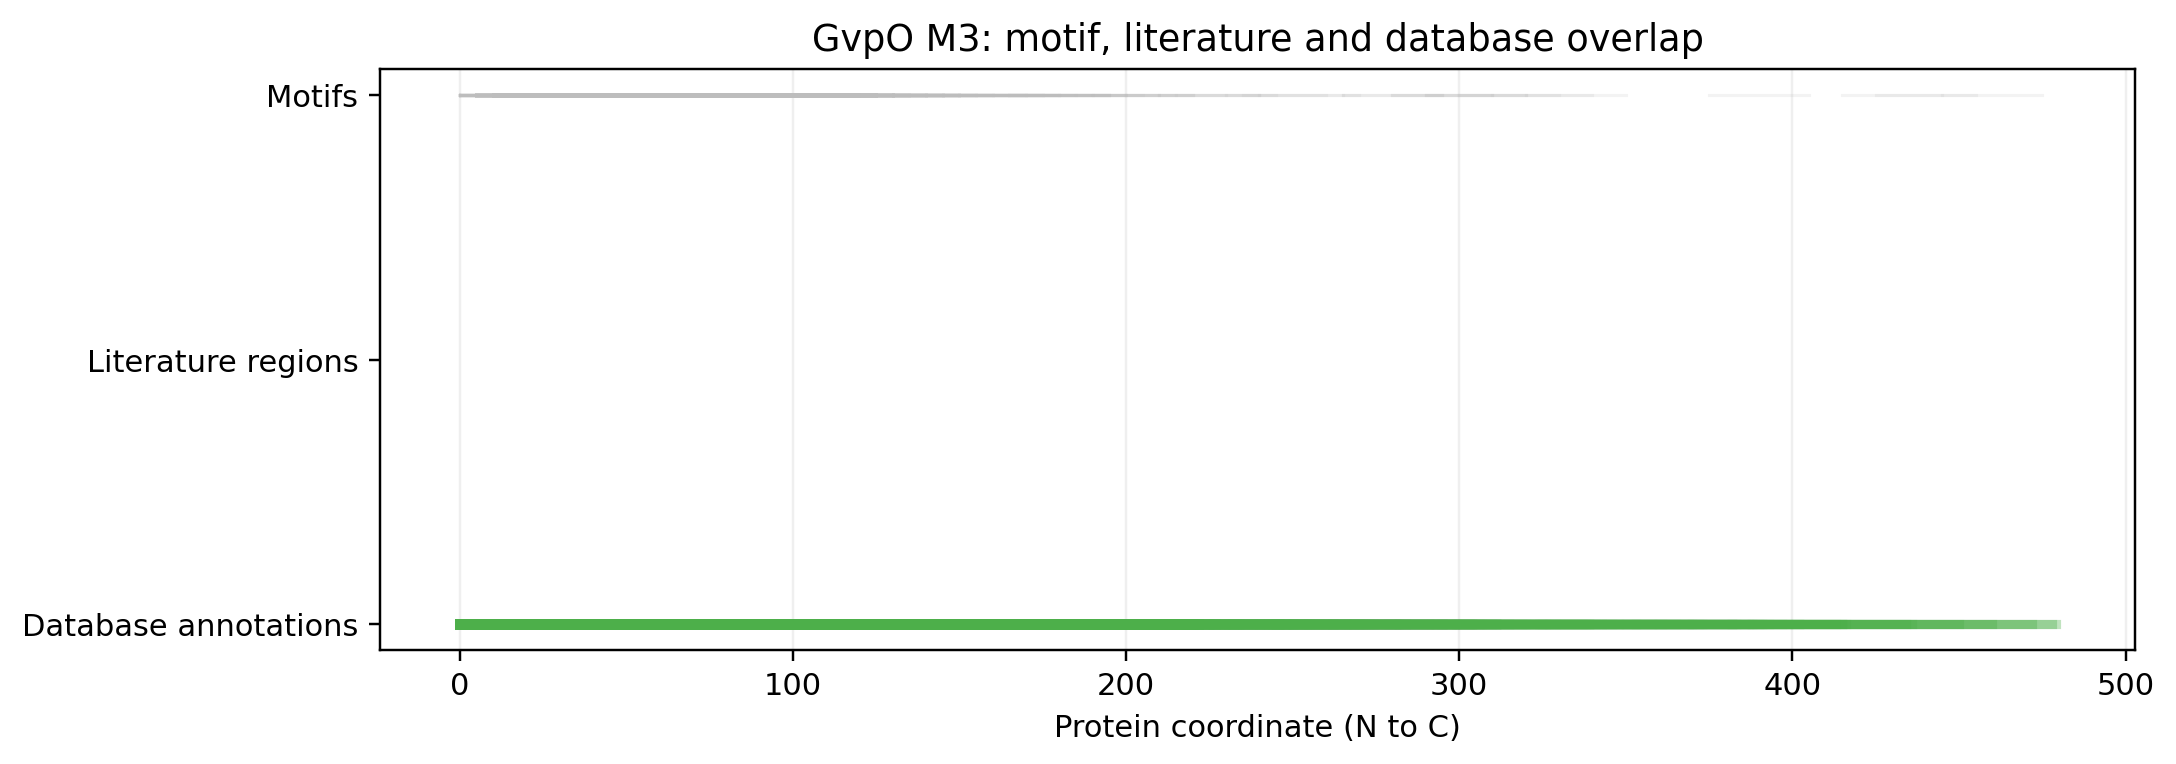 GvpO M3: motif, literature and database overlap
Motifs
Literature regions
Database annotations
0 100 200 300 400 500
Protein coordinate (N to C)